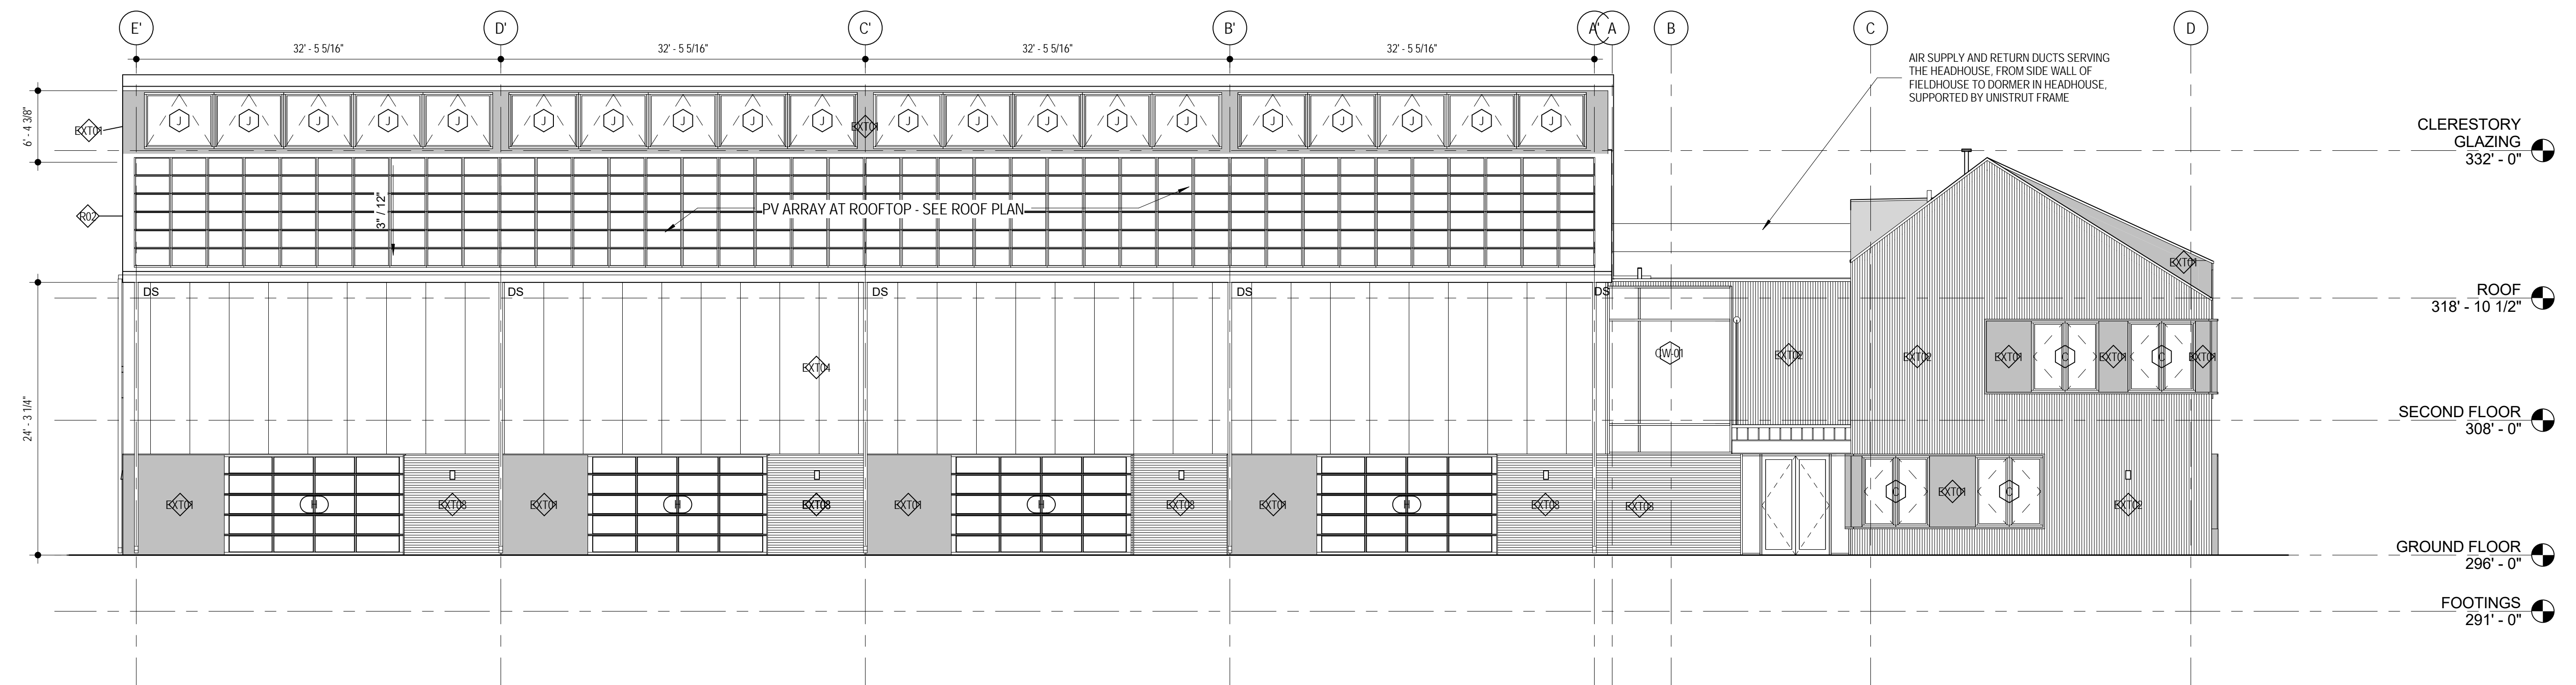 E' D' C' B' A' A B C D
32' - 5 5/16" 32' - 5 5/16" 32' - 5 5/16" 32' - 5 5/16"
AIR SUPPLY AND RETURN DUCTS SERVING
THE HEADHOUSE, FROM SIDE WALL OF
FIELDHOUSE TO DORMER IN HEADHOUSE,
SUPPORTED BY UNISTRUT FRAME
6' - 4 3/8"
EXT01
J J J J J J J J J J J J J J J J J J J J
EXT01
CLERESTORY
GLAZING
332' - 0"
R02
3" / 12"
PV ARRAY AT ROOFTOP - SEE ROOF PLAN
EXT01
DS DS DS DS DS
ROOF
318' - 10 1/2"
EXT04
CW-01
EXT02
EXT02
EXT01 C EXT01 C EXT01
24' - 3 1/4"
SECOND FLOOR
308' - 0"
EXT01 H EXT03 EXT01 H EXT03 EXT01 H EXT03 EXT01 H EXT03 EXT03
C EXT01 C EXT02
GROUND FLOOR
296' - 0"
FOOTINGS
291' - 0"